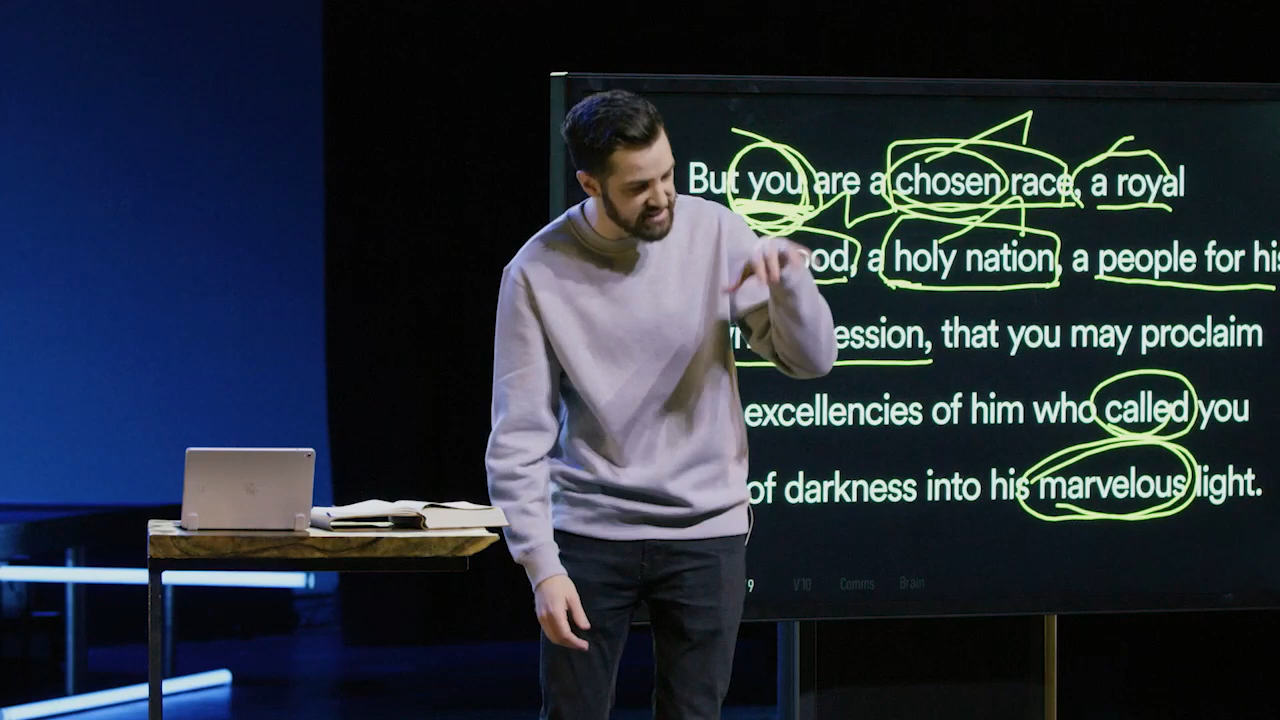 But you are a chosen race, a royal
ood, a holy nation, a people for his
ession, that you may proclaim
excellencies of him who called you
of darkness into his marvelous light.
9 V10 Comms Brain